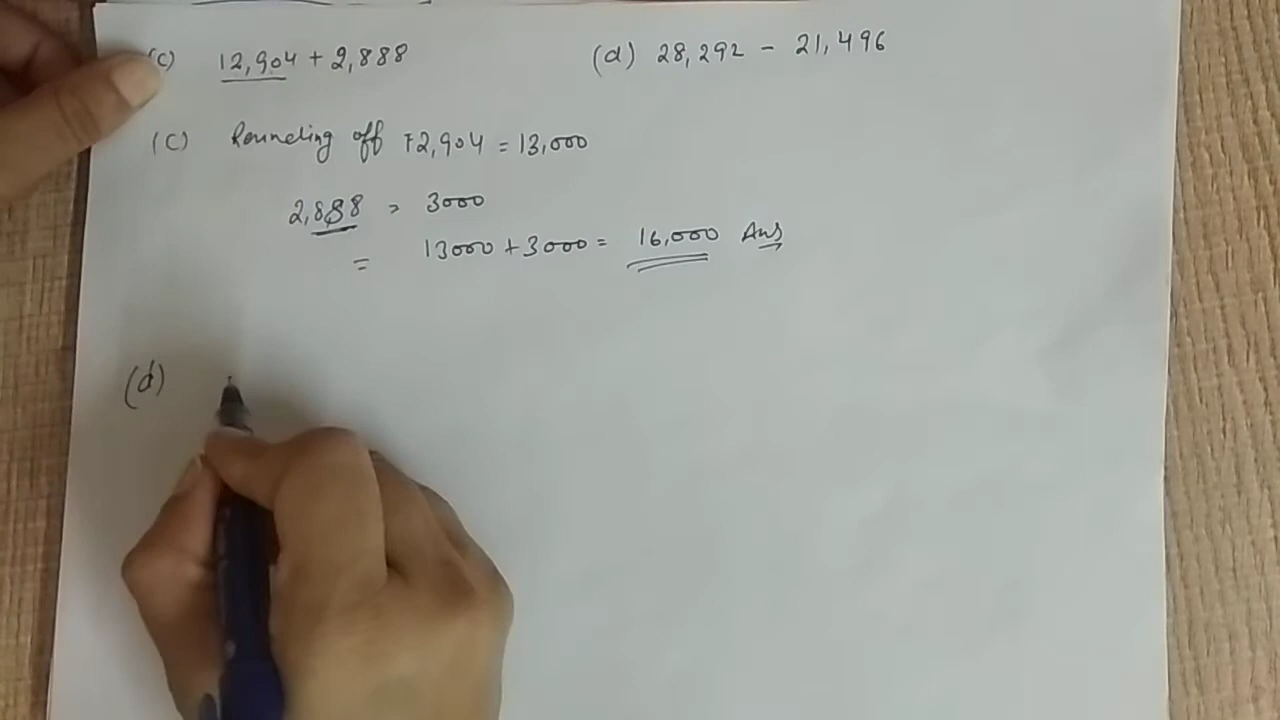 (c) 12,904 + 2,888 (d) 28,292 - 21,496
(C) Rounding off 12,904 = 13,000
2,888 = 3000
= 13000 + 3000 = 16,000 Ans
(d)